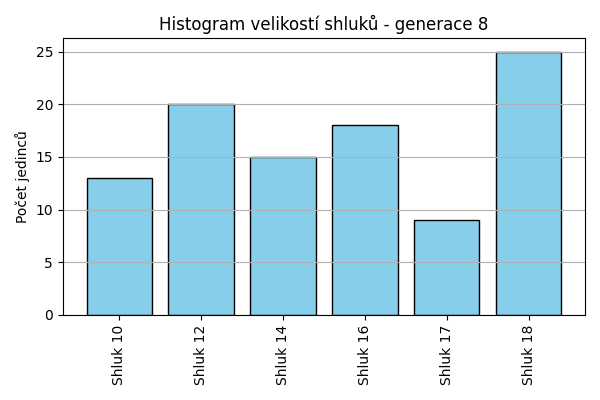 Histogram velikostí shluků - generace 8
Počet jedinců
25
20
15
10
5
0
Shluk 10
Shluk 12
Shluk 14
Shluk 16
Shluk 17
Shluk 18